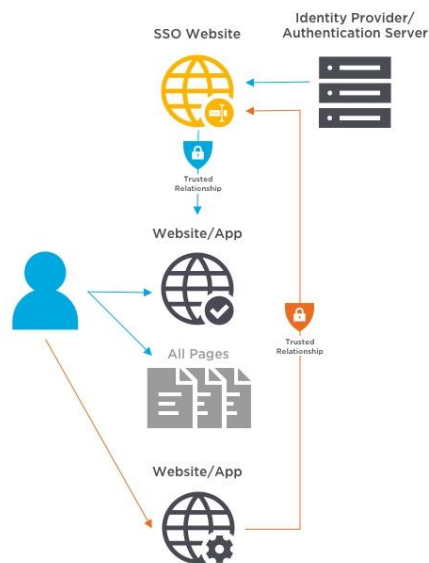 Identity Provider/
Authentication Server
SSO Website
Trusted
Relationship
Website/App
All Pages
Trusted
Relationship
Website/App